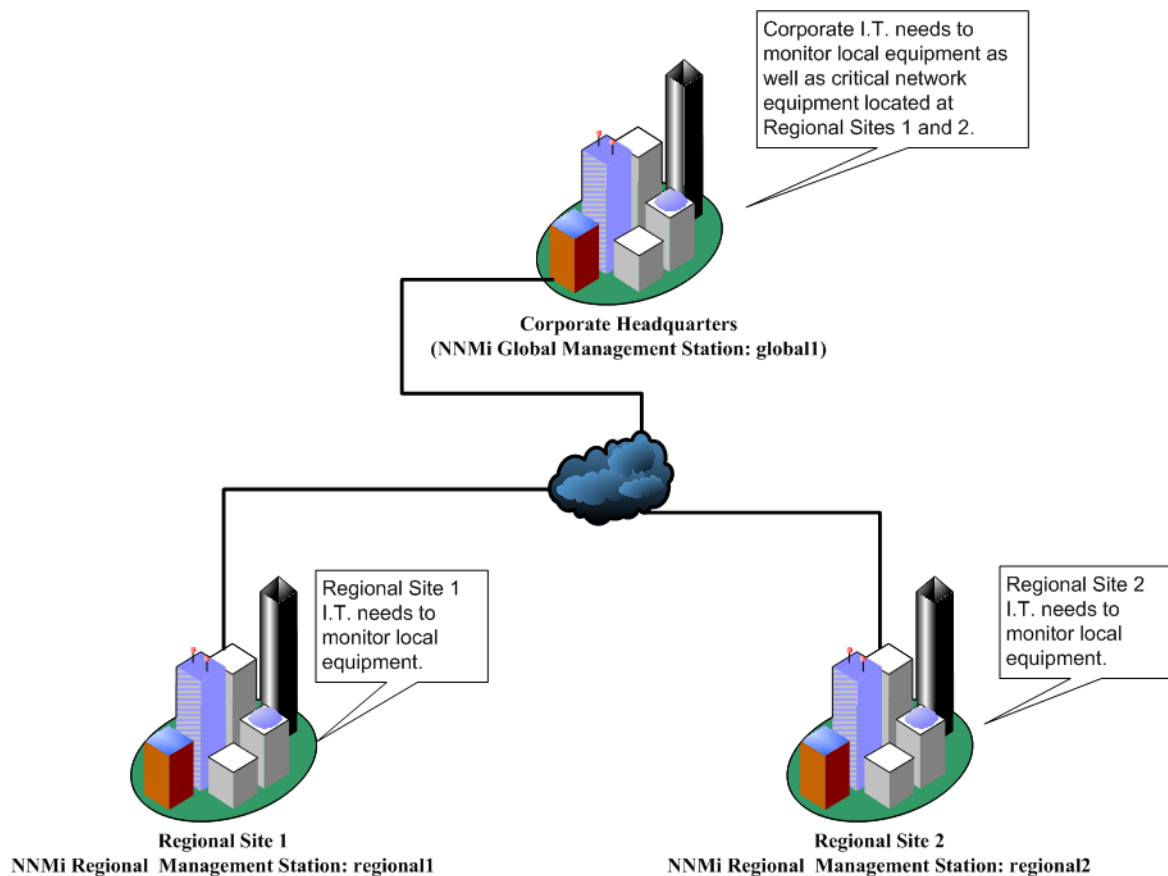 Corporate I.T. needs to
monitor local equipment as
well as critical network
equipment located at
Regional Sites 1 and 2.
Corporate Headquarters
(NNMi Global Management Station: global1)
Regional Site 1
I.T. needs to
monitor local
equipment.
Regional Site 2
I.T. needs to
monitor local
equipment.
Regional Site 1
NNMi Regional Management Station: regional1
Regional Site 2
NNMi Regional Management Station: regional2